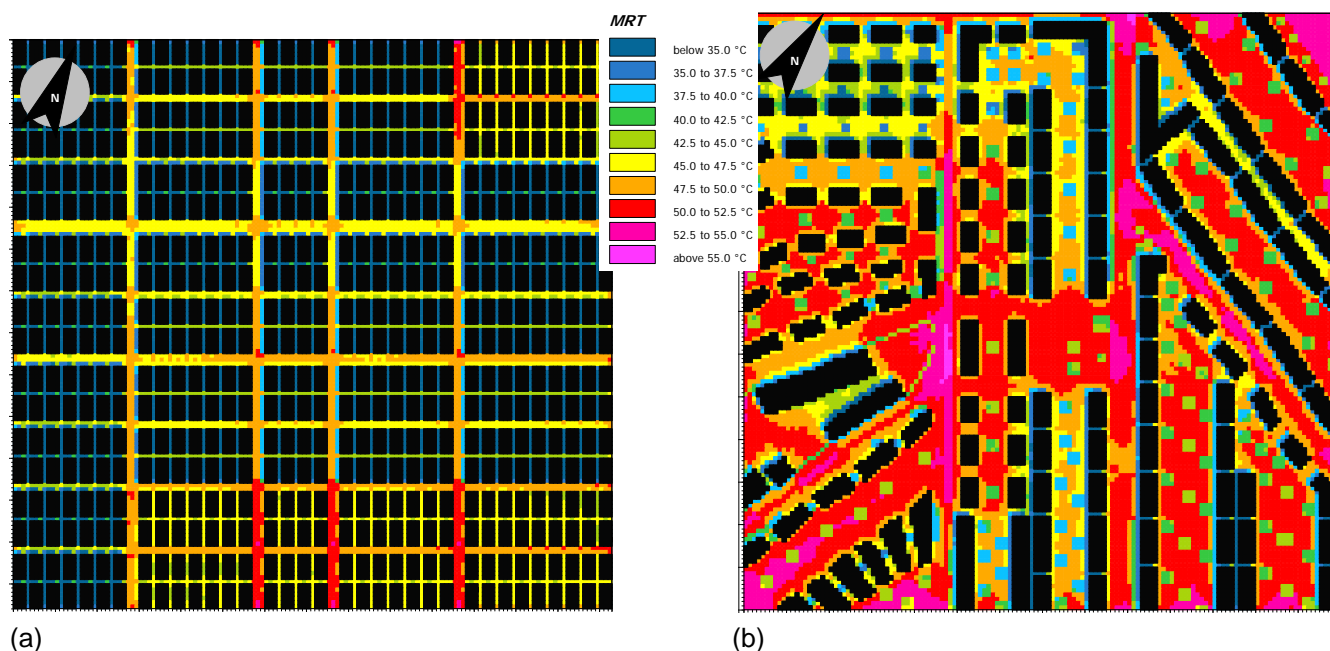 MRT
below 35.0 °C
35.0 to 37.5 °C
37.5 to 40.0 °C
40.0 to 42.5 °C
42.5 to 45.0 °C
45.0 to 47.5 °C
47.5 to 50.0 °C
50.0 to 52.5 °C
52.5 to 55.0 °C
above 55.0 °C
N
N
(a)
(b)